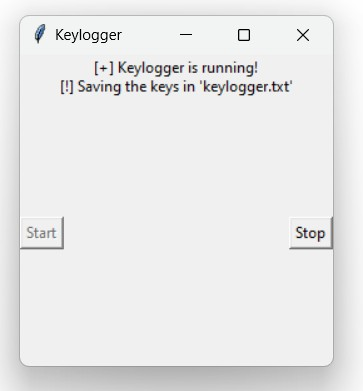 Keylogger
[+] Keylogger is running!
[!] Saving the keys in 'keylogger.txt'
Start
Stop